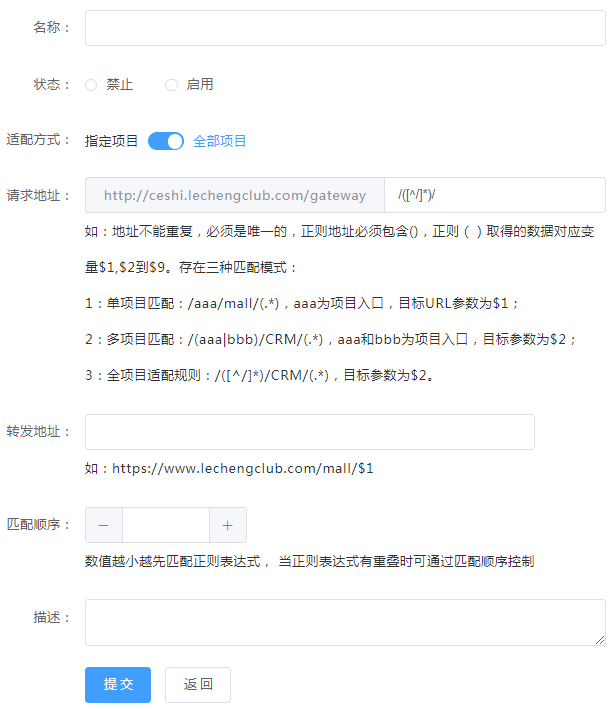 名称：
状态： 禁止 启用
适配方式： 指定项目 全部项目
请求地址： http://ceshi.lechengclub.com/gateway /([^/]*)/
如：地址不能重复，必须是唯一的，正则地址必须包含()，正则（ ）取得的数据对应变
量$1,$2到$9。存在三种匹配模式：
1：单项目匹配：/aaa/mall/(.*)，aaa为项目入口，目标URL参数为$1；
2：多项目匹配：/(aaa|bbb)/CRM/(.*)，aaa和bbb为项目入口，目标参数为$2；
3：全项目适配规则：/([^/]*)/CRM/(.*)，目标参数为$2。
转发地址：
如：https://www.lechengclub.com/mall/$1
匹配顺序： − +
数值越小越先匹配正则表达式， 当正则表达式有重叠时可通过匹配顺序控制
描述：
提交 返回